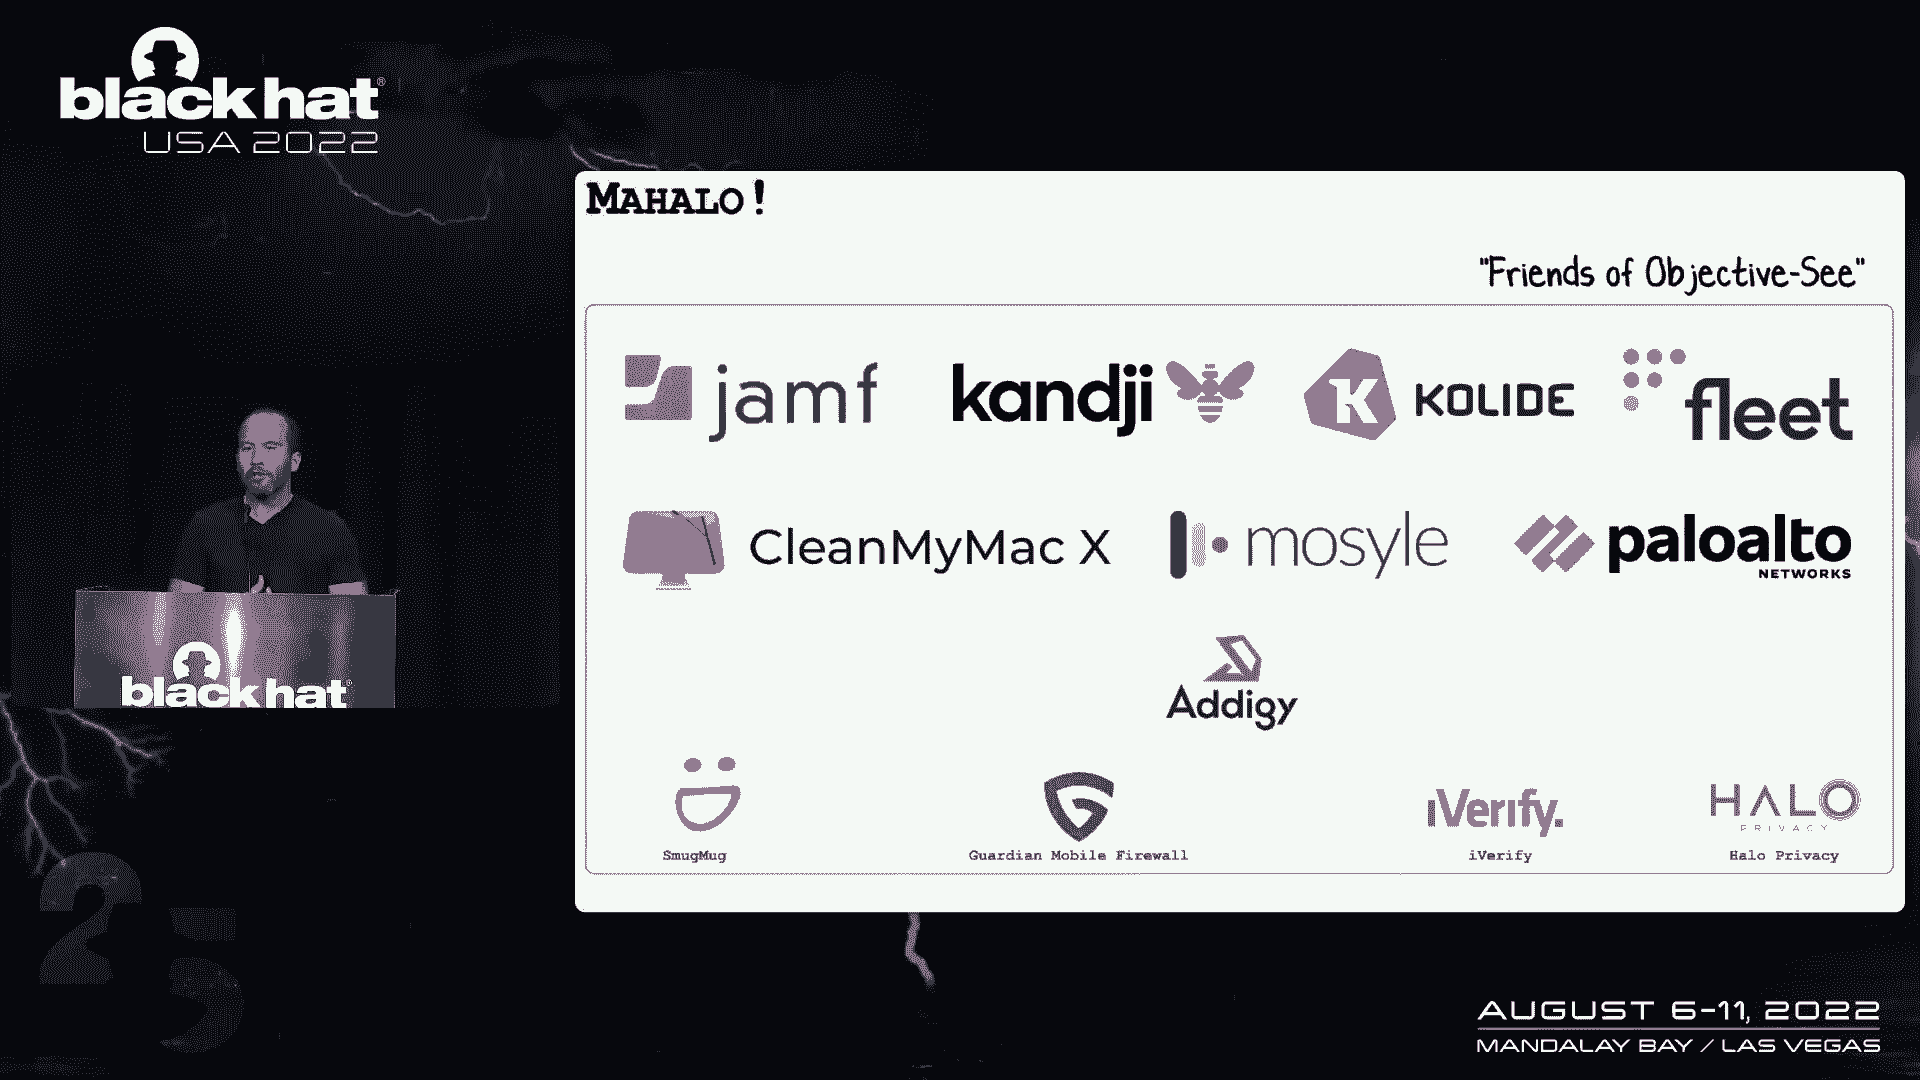 black hat®
USA 2022
MAHALO!
"Friends of Objective-See"
jamf
kandji
K KOLIDE
fleet
CleanMyMac X
mosyle
paloalto
NETWORKS
Addigy
iVerify.
HALO
PRIVACY
SmugMug
Guardian Mobile Firewall
iVerify
Halo Privacy
black hat®
25
AUGUST 6-11, 2022
MANDALAY BAY / LAS VEGAS